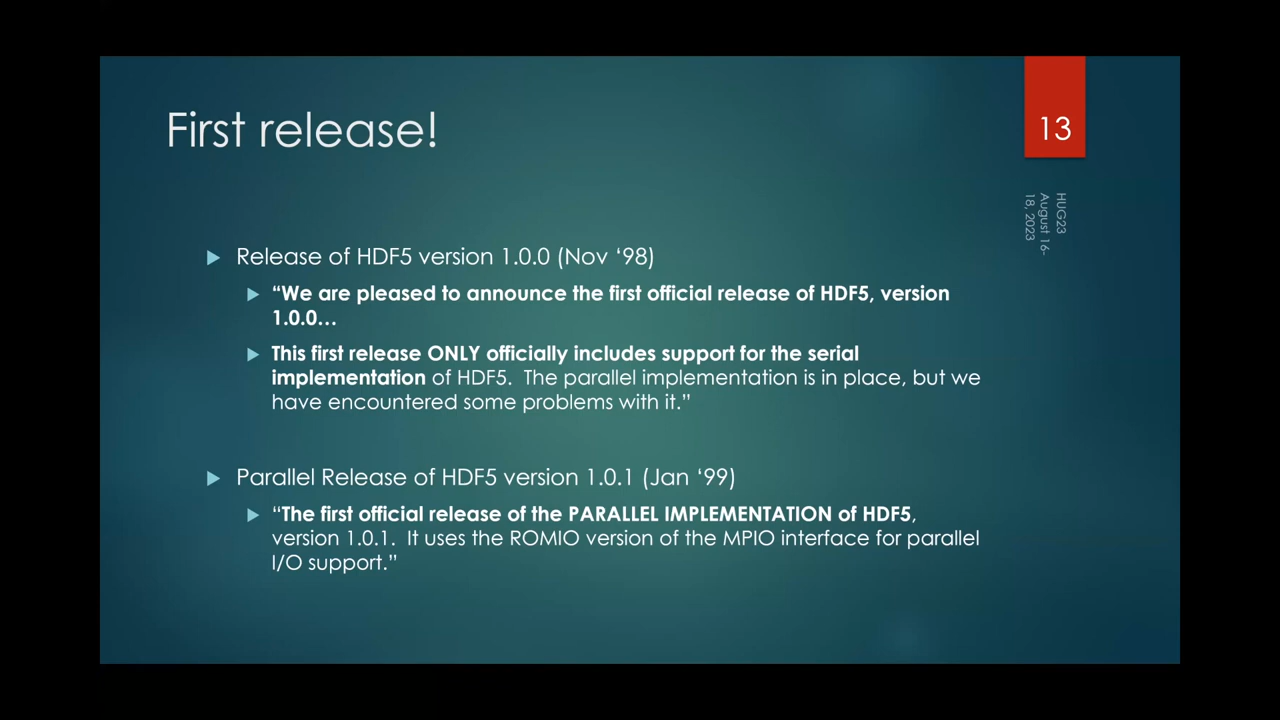 First release!
13
HUG23
August 16-
18, 2023
Release of HDF5 version 1.0.0 (Nov ‘98)
“We are pleased to announce the first official release of HDF5, version
1.0.0…
This first release ONLY officially includes support for the serial
implementation of HDF5.  The parallel implementation is in place, but we
have encountered some problems with it.”
Parallel Release of HDF5 version 1.0.1 (Jan ‘99)
“The first official release of the PARALLEL IMPLEMENTATION of HDF5,
version 1.0.1.  It uses the ROMIO version of the MPIO interface for parallel
I/O support.”